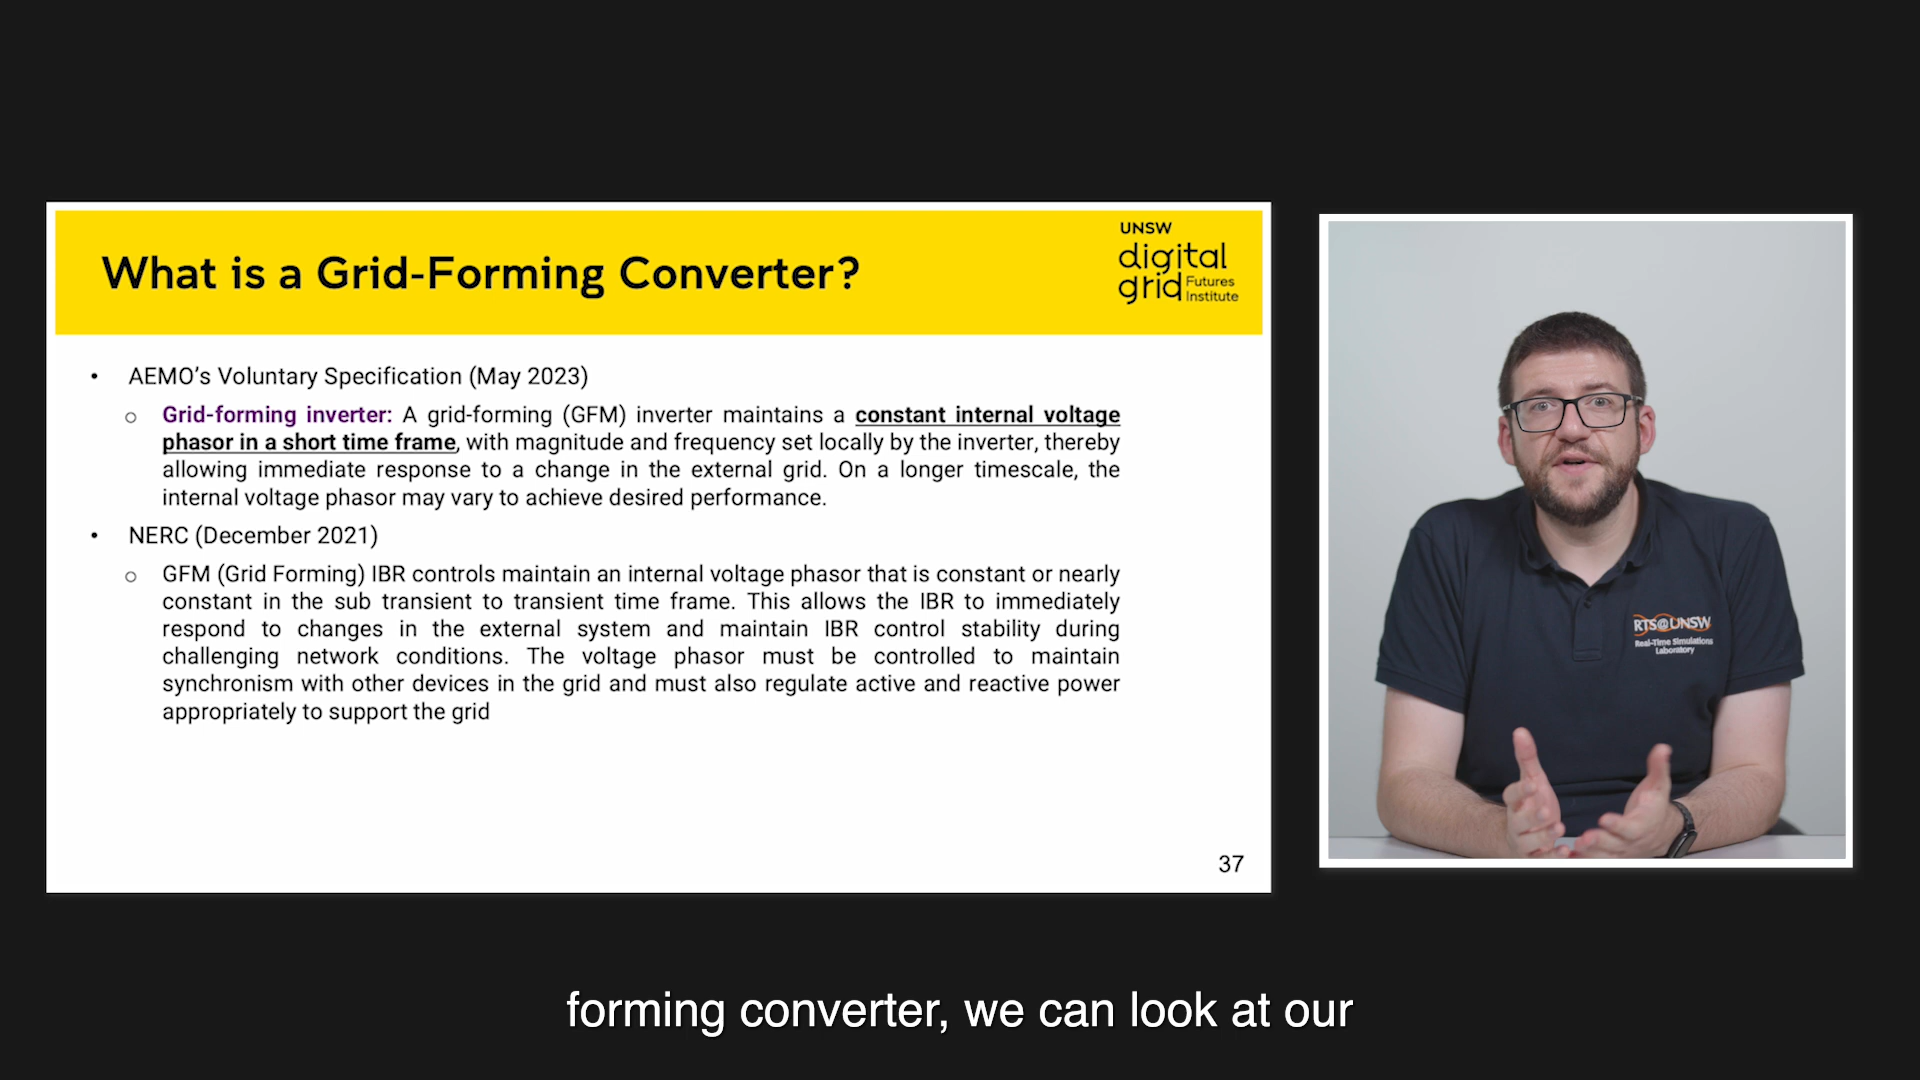 What is a Grid-Forming Converter?
UNSW
digital
grid Futures
Institute
• AEMO’s Voluntary Specification (May 2023)
○ Grid-forming inverter: A grid-forming (GFM) inverter maintains a constant internal voltage
phasor in a short time frame, with magnitude and frequency set locally by the inverter, thereby
allowing immediate response to a change in the external grid. On a longer timescale, the
internal voltage phasor may vary to achieve desired performance.
• NERC (December 2021)
○ GFM (Grid Forming) IBR controls maintain an internal voltage phasor that is constant or nearly
constant in the sub transient to transient time frame. This allows the IBR to immediately
respond to changes in the external system and maintain IBR control stability during
challenging network conditions. The voltage phasor must be controlled to maintain
synchronism with other devices in the grid and must also regulate active and reactive power
appropriately to support the grid
37
RTS@UNSW
Real-Time Simulations
Laboratory
forming converter, we can look at our